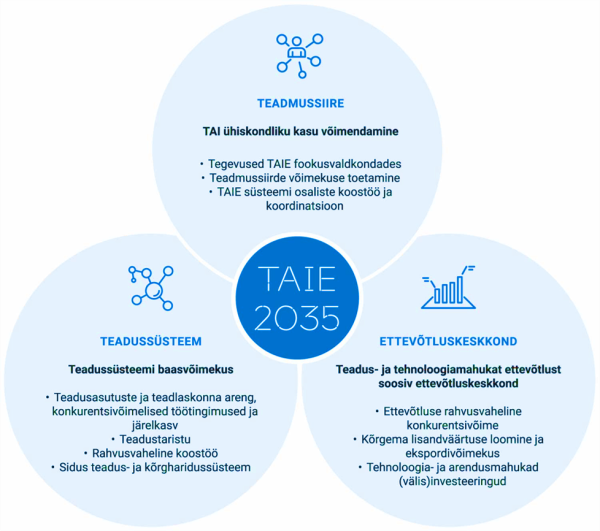 TEADMUSSIIRE
TAI ühiskondliku kasu võimendamine
• Tegevused TAIE fookusvaldkondades
• Teadmussiirde võimekuse toetamine
• TAIE süsteemi osaliste koostöö ja
koordinatsioon
TAIE
2035
TEADUSSÜSTEEM
Teadussüsteemi baasvõimekus
• Teadusasutuste ja teadlaskonna areng,
konkurentsivõimelised töötingimused ja
järelkasv
• Teadustaristu
• Rahvusvaheline koostöö
• Sidus teadus- ja kõrgharidussüsteem
ETTEVÕTLUSKESKKOND
Teadus- ja tehnoloogiamahukat ettevõtlust
soosiv ettevõtluskeskkond
• Ettevõtluse rahvusvaheline
konkurentsivõime
• Kõrgema lisandväärtuse loomine ja
ekspordivõimekus
• Tehnoloogia- ja arendusmahukad
(välis)investeeringud